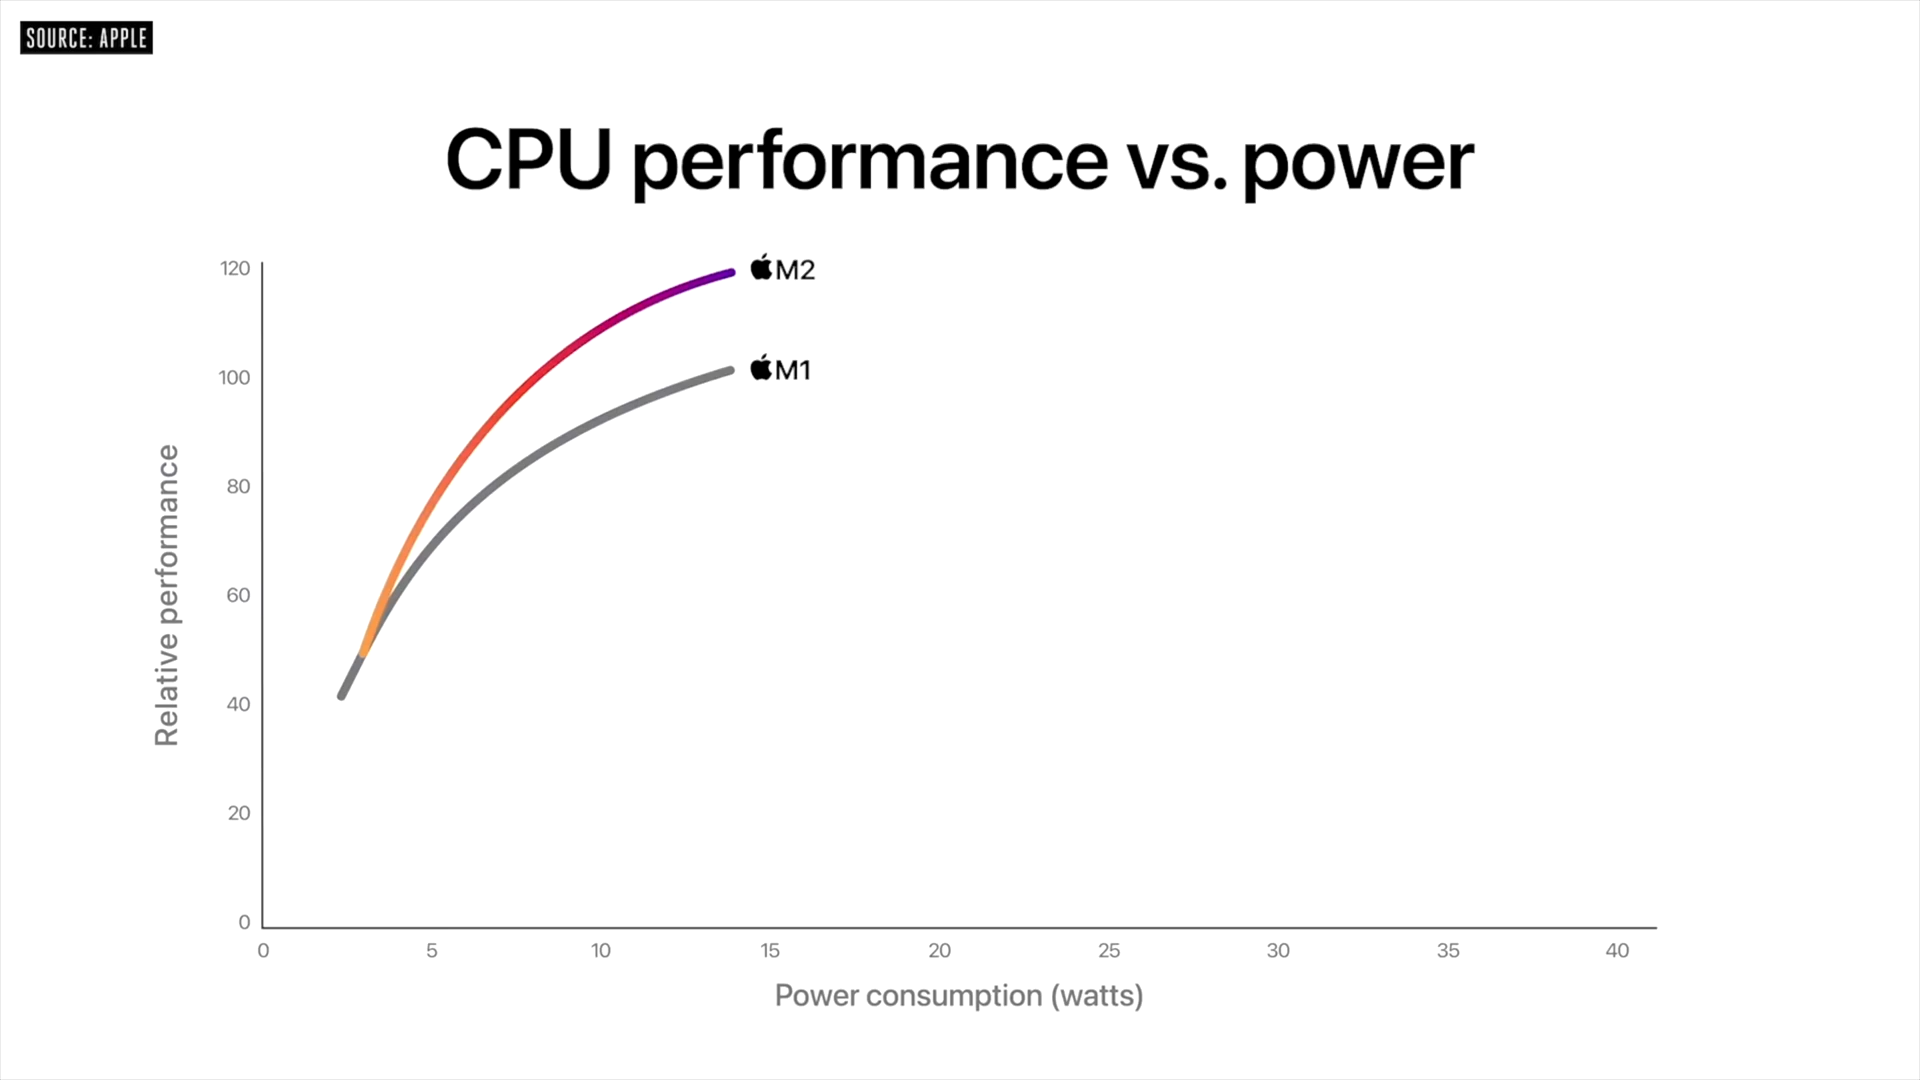 SOURCE: APPLE
CPU performance vs. power
M2
M1
Relative performance
120
100
80
60
40
20
0
0 5 10 15 20 25 30 35 40
Power consumption (watts)